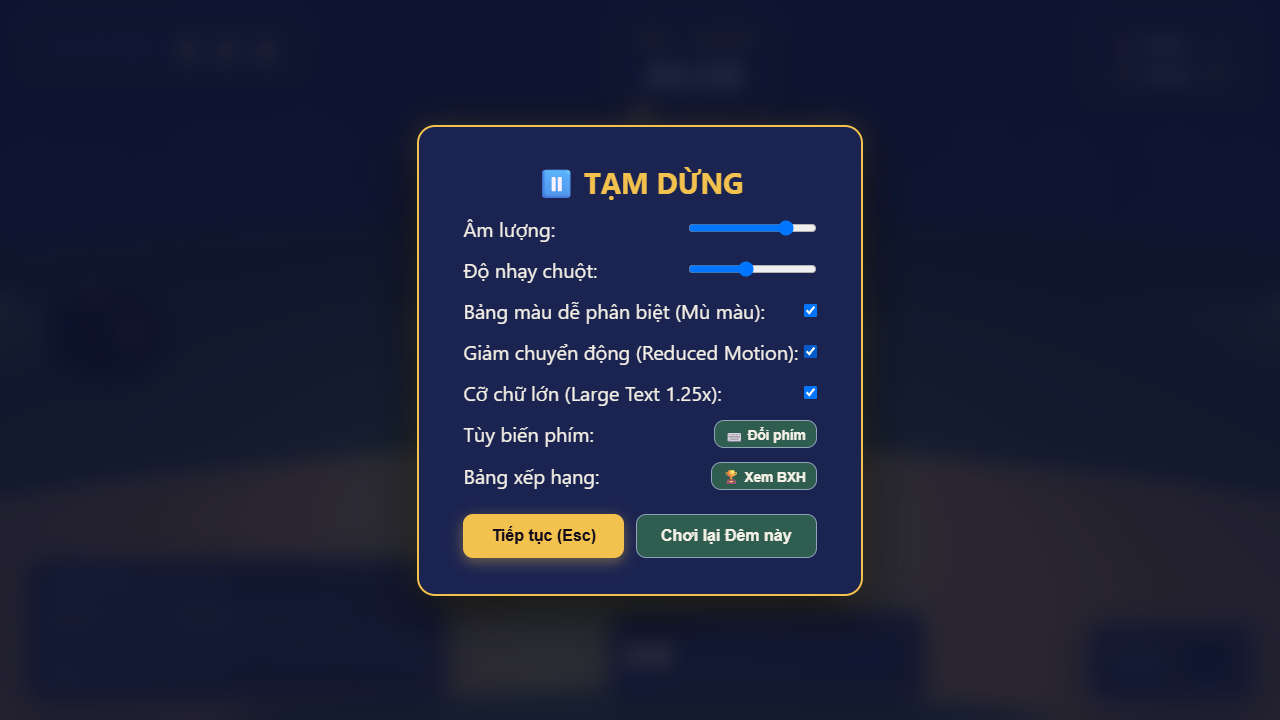 ⏸ TẠM DỪNG
Âm lượng:
Độ nhạy chuột:
Bảng màu dễ phân biệt (Mù màu):
Giảm chuyển động (Reduced Motion):
Cỡ chữ lớn (Large Text 1.25x):
Tùy biến phím: ⌨ Đổi phím
Bảng xếp hạng: 🏆 Xem BXH
Tiếp tục (Esc) Chơi lại Đêm này